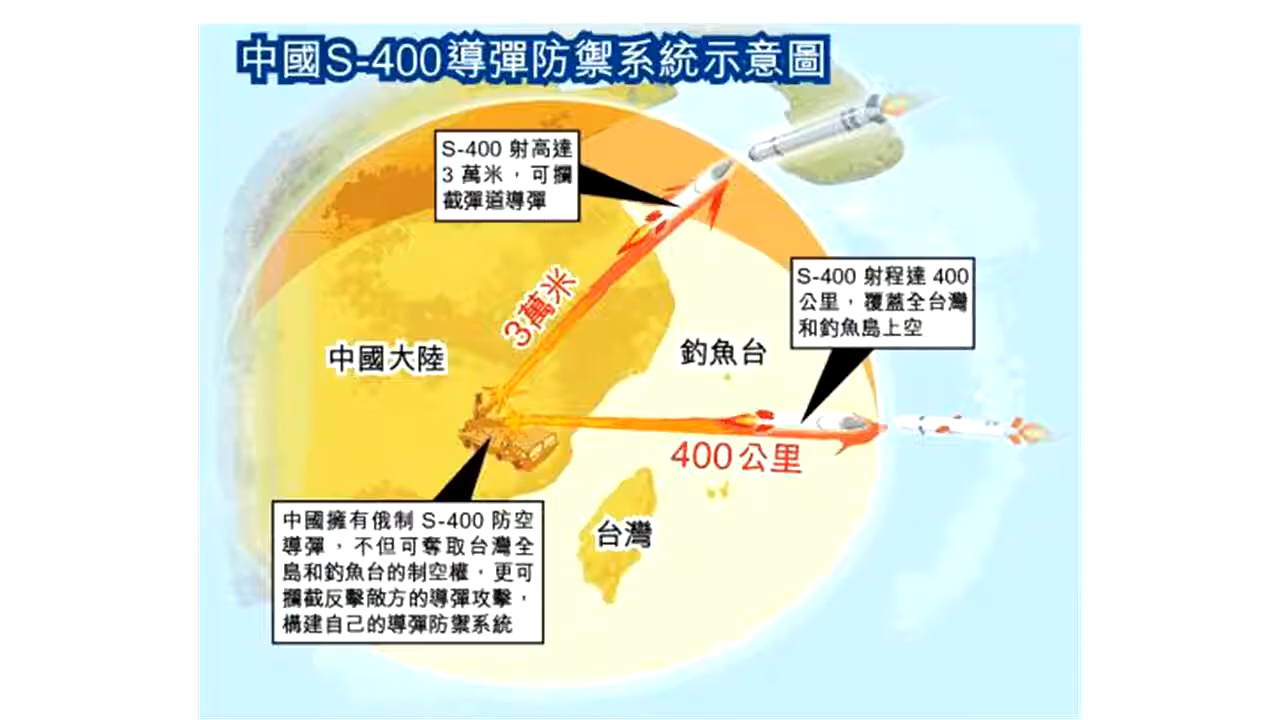 中國S-400導彈防禦系統示意圖
S-400 射高達
3 萬米，可攔
截彈道導彈
3萬米
S-400 射程達 400
公里，覆蓋全台灣
和釣魚島上空
中國大陸
釣魚台
400公里
台灣
中國擁有俄制 S-400 防空
導彈，不但可奪取台灣全
島和釣魚台的制空權，更可
攔截反擊敵方的導彈攻擊，
構建自己的導彈防禦系統